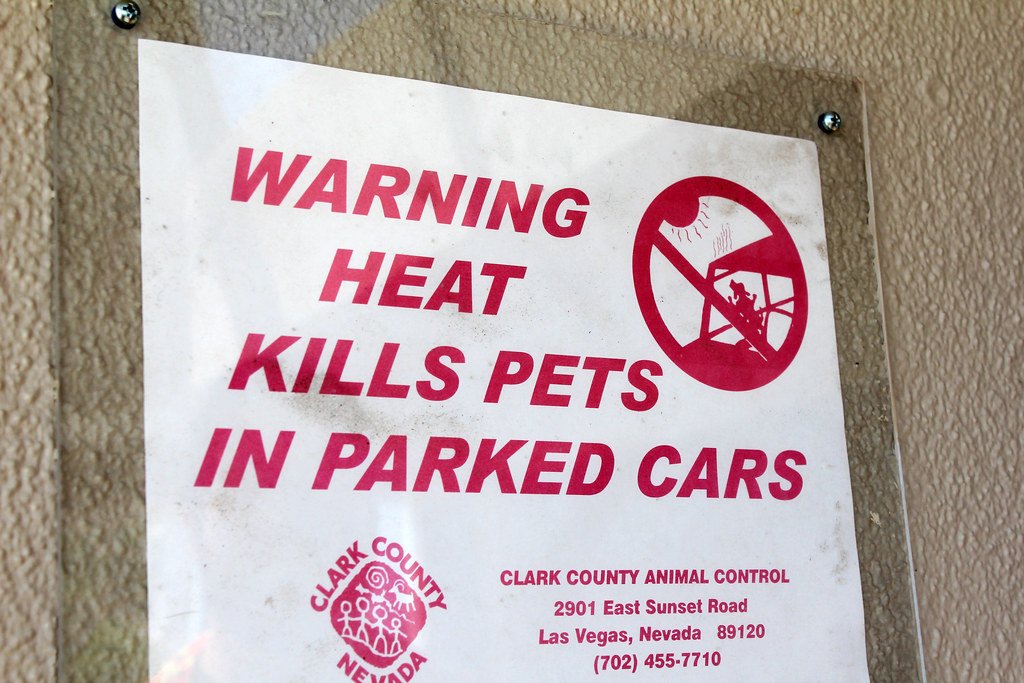 WARNING
HEAT
KILLS PETS
IN PARKED CARS
CLARK COUNTY
NEVADA
CLARK COUNTY ANIMAL CONTROL
2901 East Sunset Road
Las Vegas, Nevada 89120
(702) 455-7710